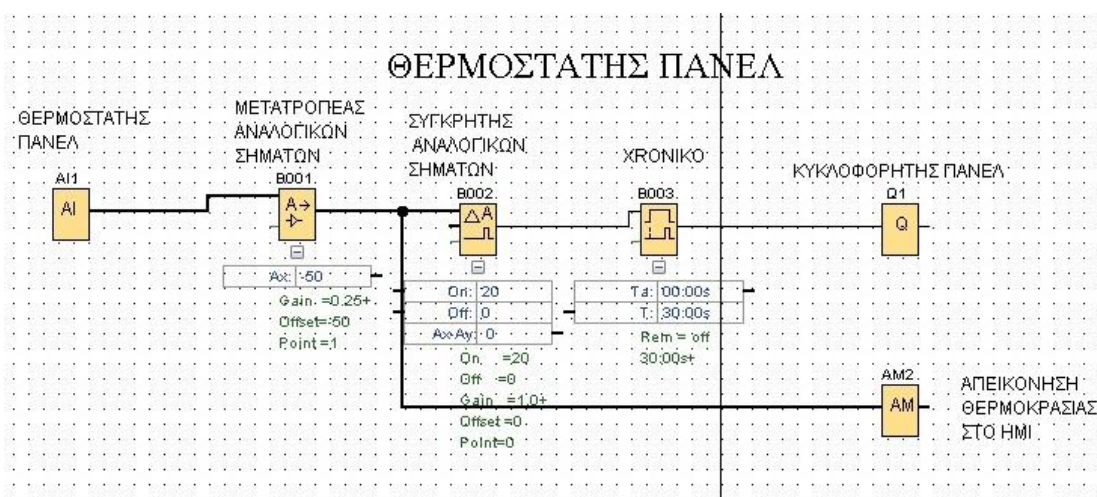 ΘΕΡΜΟΣΤΑΤΗΣ ΠΑΝΕΛ
ΘΕΡΜΟΣΤΑΤΗΣ
ΠΑΝΕΛ
AI1
AI
ΜΕΤΑΤΡΟΠΕΑΣ
ΑΝΑΛΟΓΙΚΩΝ
ΣΗΜΑΤΩΝ
B001
A→
Ax: -50
Gain =0.25+
Offset=-50
Point=1
ΣΥΓΚΡΗΤΗΣ
ΑΝΑΛΟΓΙΚΩΝ
ΣΗΜΑΤΩΝ
B002
ΔA
On: 20
Off: 0
Ax-Ay: 0
On =20
Off =0
Gain =1.0+
Offset=0
Point=0
XRONIKO
B003
Ta: 00:00s
T: 30:00s
Rem = off
30:00s+
ΚΥΚΛΟΦΟΡΗΤΗΣ ΠΑΝΕΛ
Q1
Q
AM2
AM
ΑΠΕΙΚΟΝΗΣΗ
ΘΕΡΜΟΚΡΑΣΙΑΣ
ΣΤΟ HMI